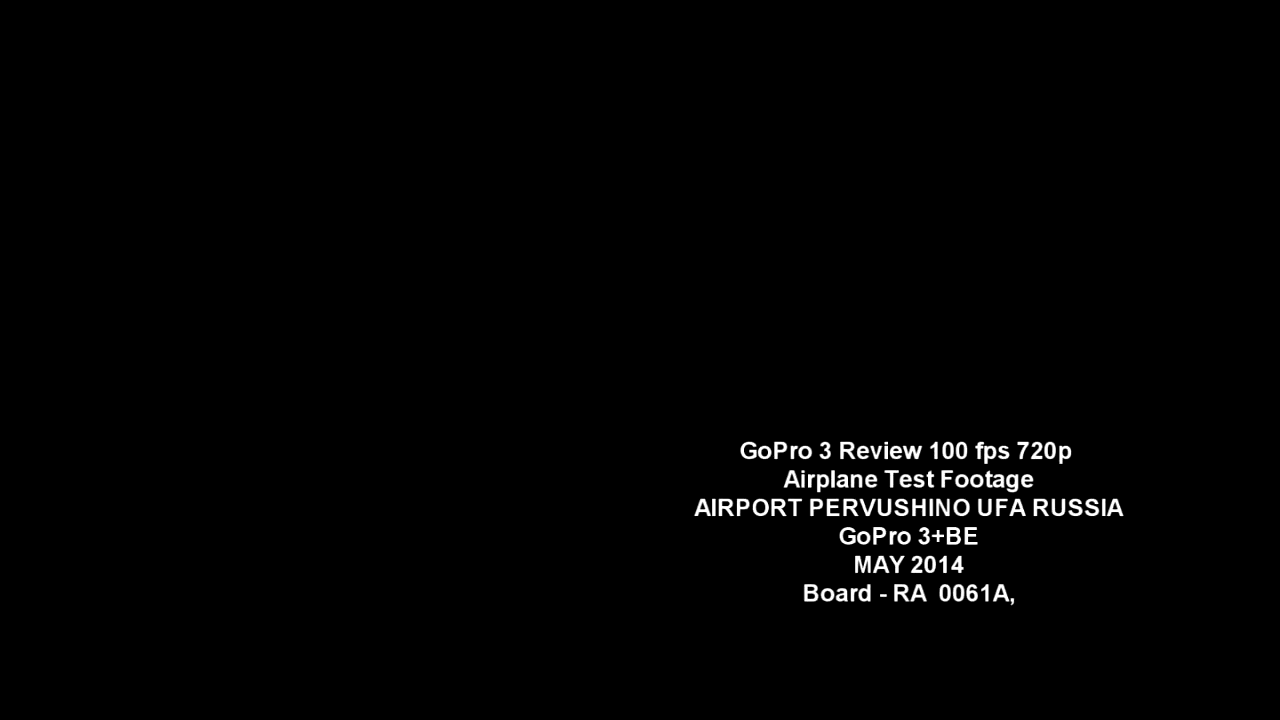 GoPro 3 Review 100 fps 720p
Airplane Test Footage
AIRPORT PERVUSHINO UFA RUSSIA
GoPro 3+BE
MAY 2014
Board - RA  0061A,